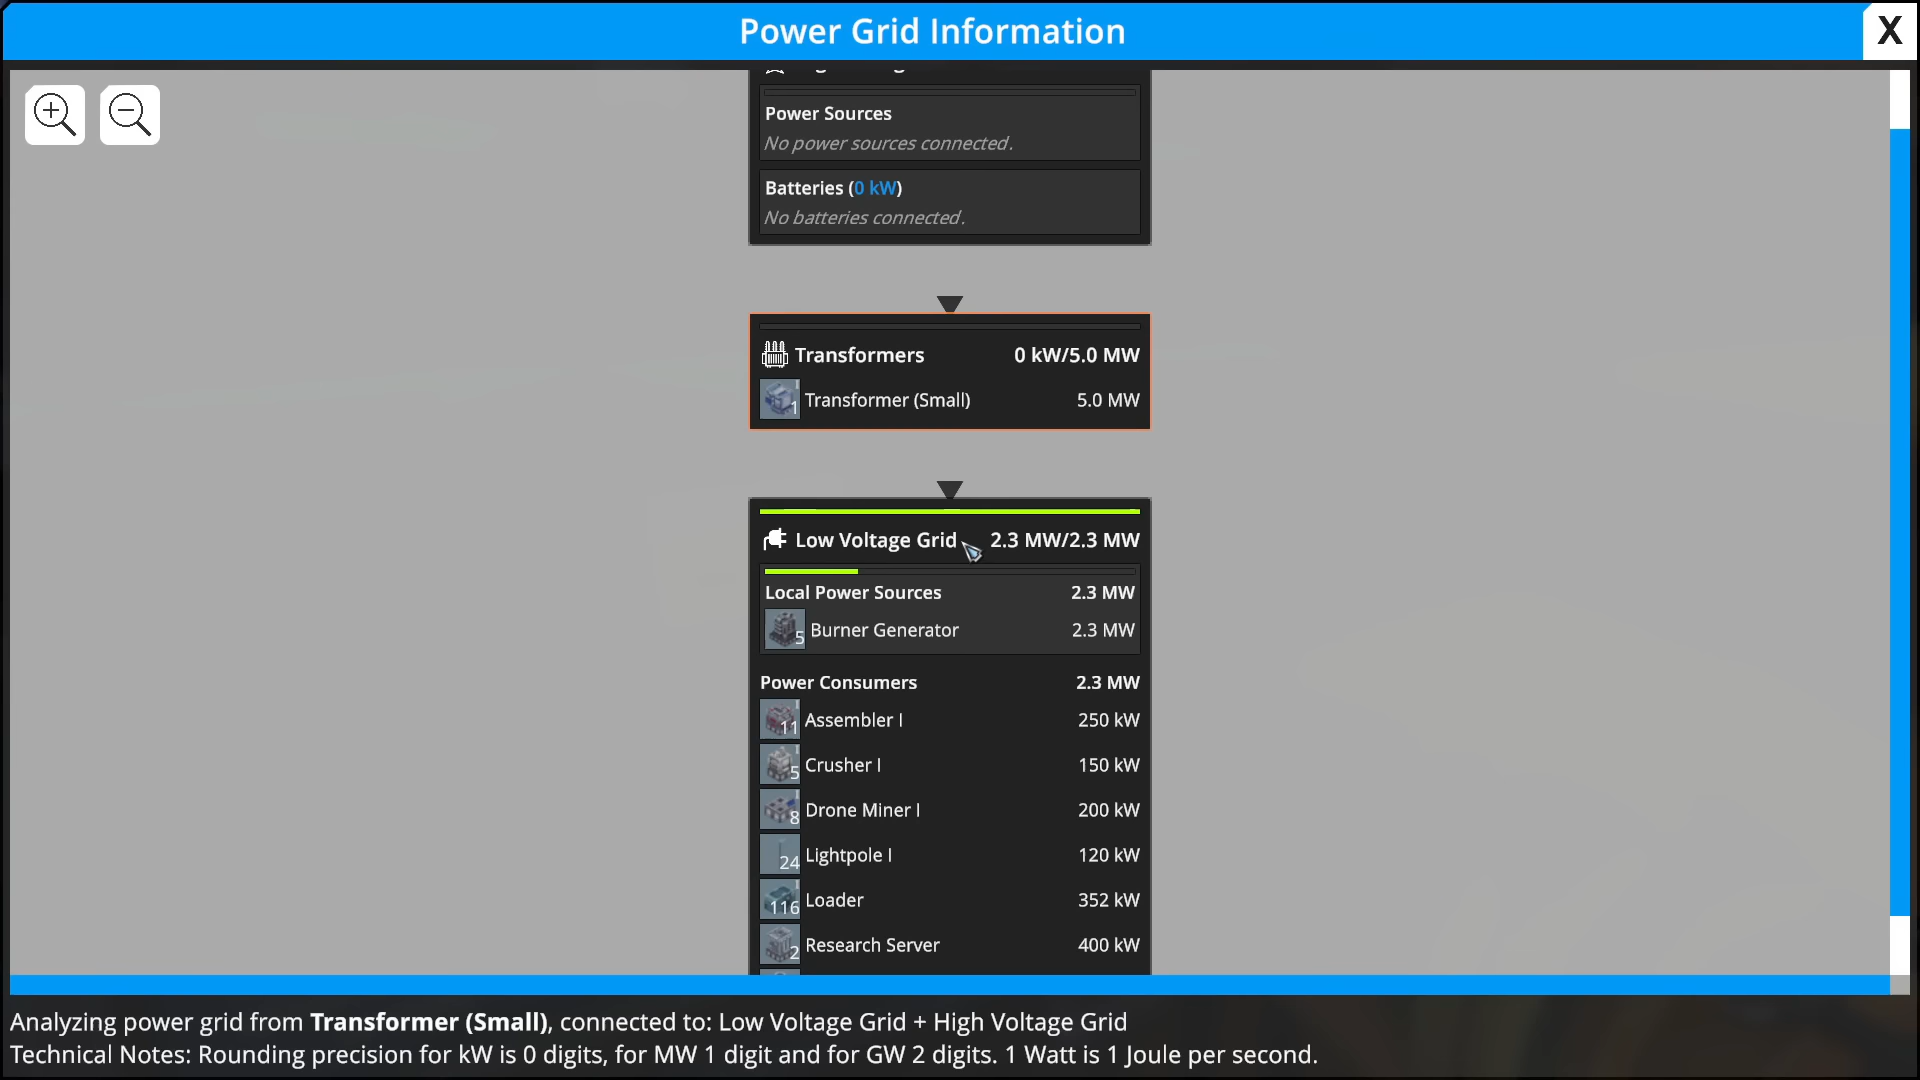 Power Grid Information
X
Power Sources
No power sources connected.
Batteries (0 kW)
No batteries connected.
Transformers 0 kW/5.0 MW
1 Transformer (Small) 5.0 MW
Low Voltage Grid 2.3 MW/2.3 MW
Local Power Sources 2.3 MW
5 Burner Generator 2.3 MW
Power Consumers 2.3 MW
11 Assembler I 250 kW
5 Crusher I 150 kW
8 Drone Miner I 200 kW
24 Lightpole I 120 kW
116 Loader 352 kW
2 Research Server 400 kW
Analyzing power grid from Transformer (Small), connected to: Low Voltage Grid + High Voltage Grid
Technical Notes: Rounding precision for kW is 0 digits, for MW 1 digit and for GW 2 digits. 1 Watt is 1 Joule per second.